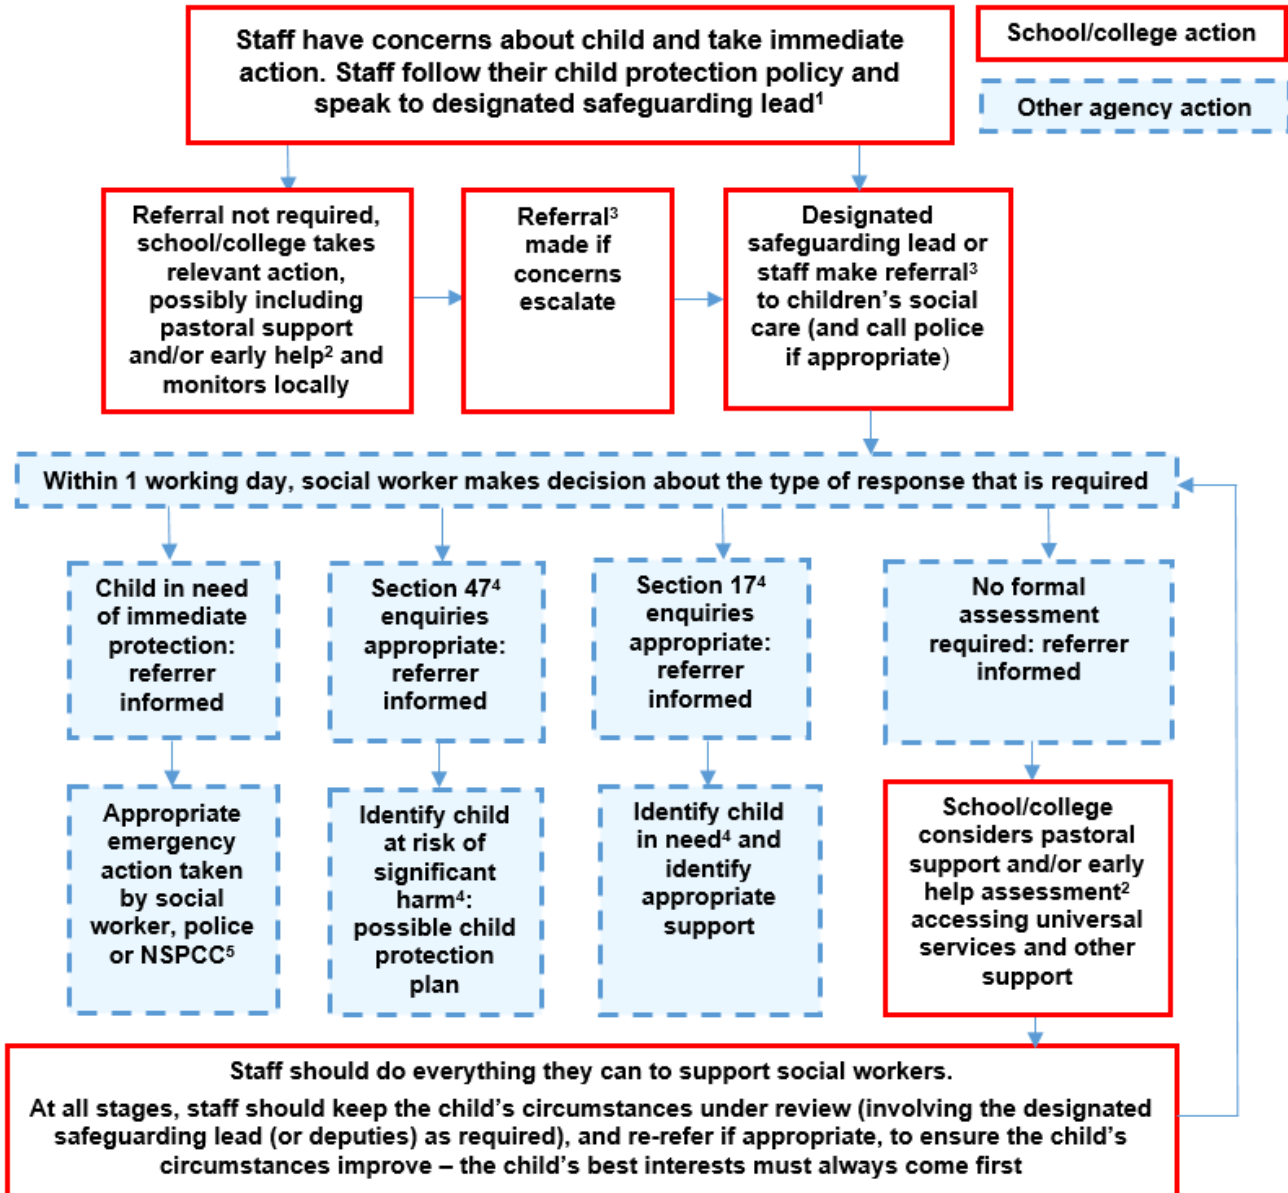 Staff have concerns about child and take immediate
action. Staff follow their child protection policy and
speak to designated safeguarding lead¹
School/college action
Other agency action
Referral not required,
school/college takes
relevant action,
possibly including
pastoral support
and/or early help² and
monitors locally
Referral³
made if
concerns
escalate
Designated
safeguarding lead or
staff make referral³
to children's social
care (and call police
if appropriate)
Within 1 working day, social worker makes decision about the type of response that is required
Child in need
of immediate
protection:
referrer
informed
Section 47⁴
enquiries
appropriate:
referrer
informed
Section 17⁴
enquiries
appropriate:
referrer
informed
No formal
assessment
required: referrer
informed
Appropriate
emergency
action taken
by social
worker, police
or NSPCC⁵
Identify child
at risk of
significant
harm⁴:
possible child
protection
plan
Identify child
in need⁴ and
identify
appropriate
support
School/college
considers pastoral
support and/or early
help assessment²
accessing universal
services and other
support
Staff should do everything they can to support social workers.
At all stages, staff should keep the child's circumstances under review (involving the designated
safeguarding lead (or deputies) as required), and re-refer if appropriate, to ensure the child's
circumstances improve – the child's best interests must always come first